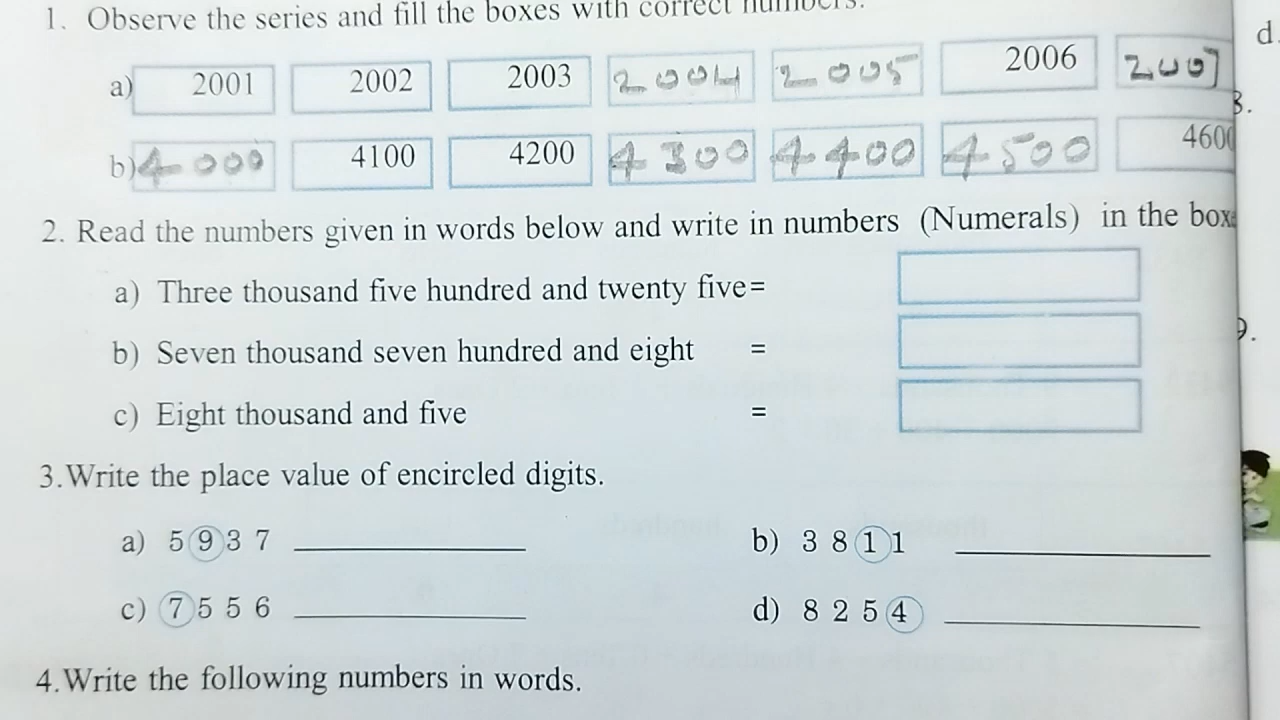 1. Observe the series and fill the boxes with correct numbers.
a) 2001 2002 2003 2004 2005 2006 2007
b) 4000 4100 4200 4300 4400 4500 4600
2. Read the numbers given in words below and write in numbers (Numerals) in the box
a) Three thousand five hundred and twenty five=
b) Seven thousand seven hundred and eight =
c) Eight thousand and five =
3.Write the place value of encircled digits.
a) 5 9 3 7
b) 3 8 1 1
c) 7 5 5 6
d) 8 2 5 4
4.Write the following numbers in words.
d.
3.
9.